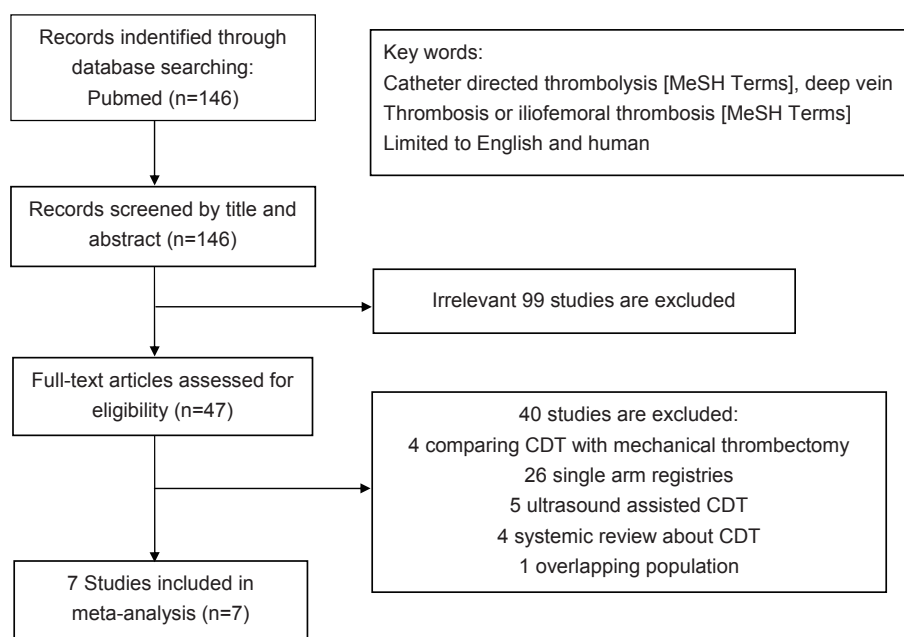 Records indentified through
database searching:
Pubmed (n=146)
Key words:
Catheter directed thrombolysis [MeSH Terms], deep vein
Thrombosis or iliofemoral thrombosis [MeSH Terms]
Limited to English and human
Records screened by title and
abstract (n=146)
Irrelevant 99 studies are excluded
Full-text articles assessed for
eligibility (n=47)
40 studies are excluded:
4 comparing CDT with mechanical thrombectomy
26 single arm registries
5 ultrasound assisted CDT
4 systemic review about CDT
1 overlapping population
7 Studies included in
meta-analysis (n=7)